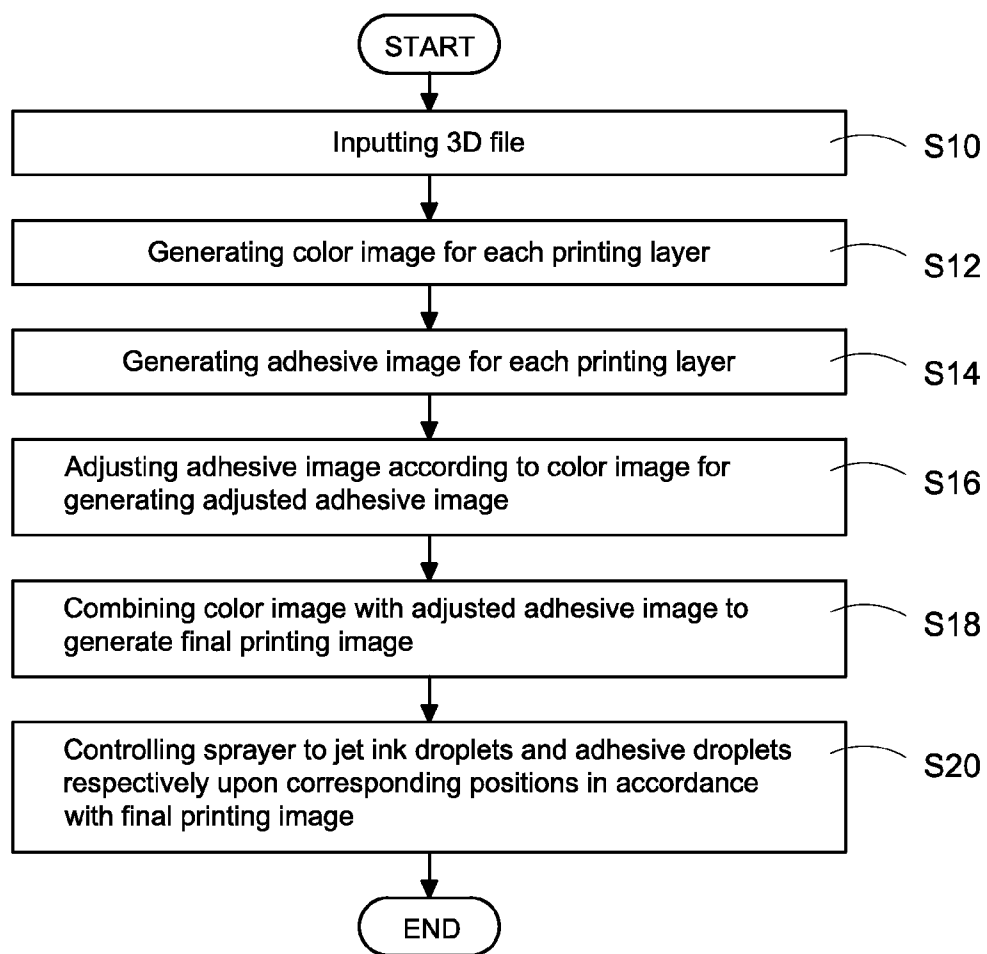 START
Inputting 3D file
S10
Generating color image for each printing layer
S12
Generating adhesive image for each printing layer
S14
Adjusting adhesive image according to color image for
generating adjusted adhesive image
S16
Combining color image with adjusted adhesive image to
generate final printing image
S18
Controlling sprayer to jet ink droplets and adhesive droplets
respectively upon corresponding positions in accordance
with final printing image
S20
END